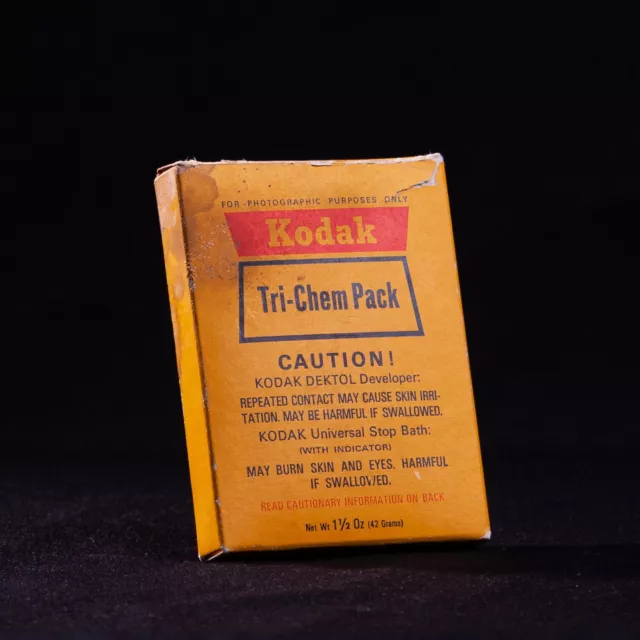 FOR PHOTOGRAPHIC PURPOSES ONLY
Kodak
Tri-Chem Pack
CAUTION!
KODAK DEKTOL Developer:
REPEATED CONTACT MAY CAUSE SKIN IRRI-
TATION. MAY BE HARMFUL IF SWALLOWED.
KODAK Universal Stop Bath:
(WITH INDICATOR)
MAY BURN SKIN AND EYES. HARMFUL
IF SWALLOWED.
READ CAUTIONARY INFORMATION ON BACK
Net Wt 1½ Oz (42 Grams)